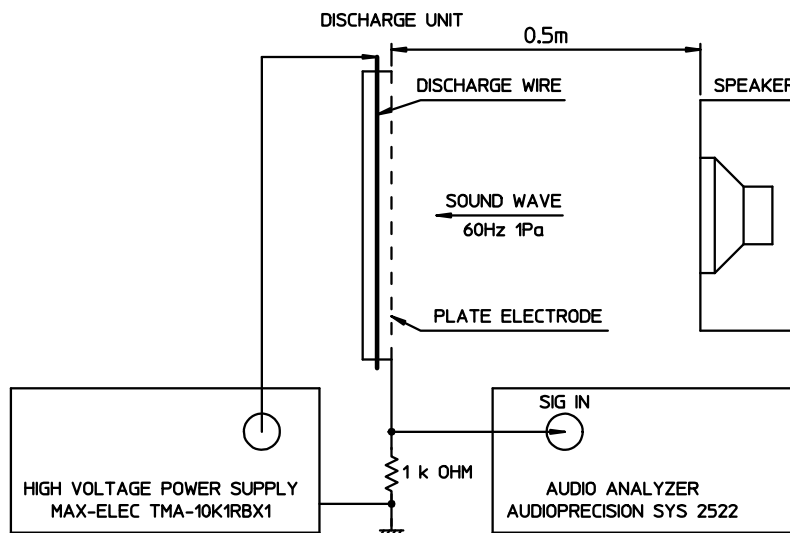 DISCHARGE UNIT
0.5m
DISCHARGE WIRE
SPEAKER
SOUND WAVE
60Hz 1Pa
PLATE ELECTRODE
SIG IN
1 k OHM
HIGH VOLTAGE POWER SUPPLY
MAX-ELEC TMA-10K1RBX1
AUDIO ANALYZER
AUDIOPRECISION SYS 2522